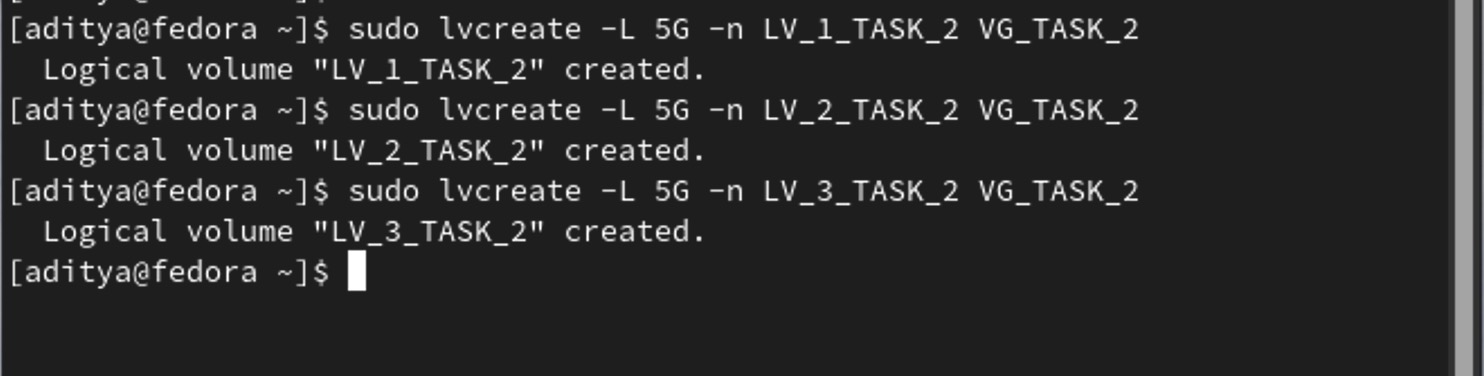 [aditya@fedora ~]$ sudo lvcreate -L 5G -n LV_1_TASK_2 VG_TASK_2
  Logical volume "LV_1_TASK_2" created.
[aditya@fedora ~]$ sudo lvcreate -L 5G -n LV_2_TASK_2 VG_TASK_2
  Logical volume "LV_2_TASK_2" created.
[aditya@fedora ~]$ sudo lvcreate -L 5G -n LV_3_TASK_2 VG_TASK_2
  Logical volume "LV_3_TASK_2" created.
[aditya@fedora ~]$